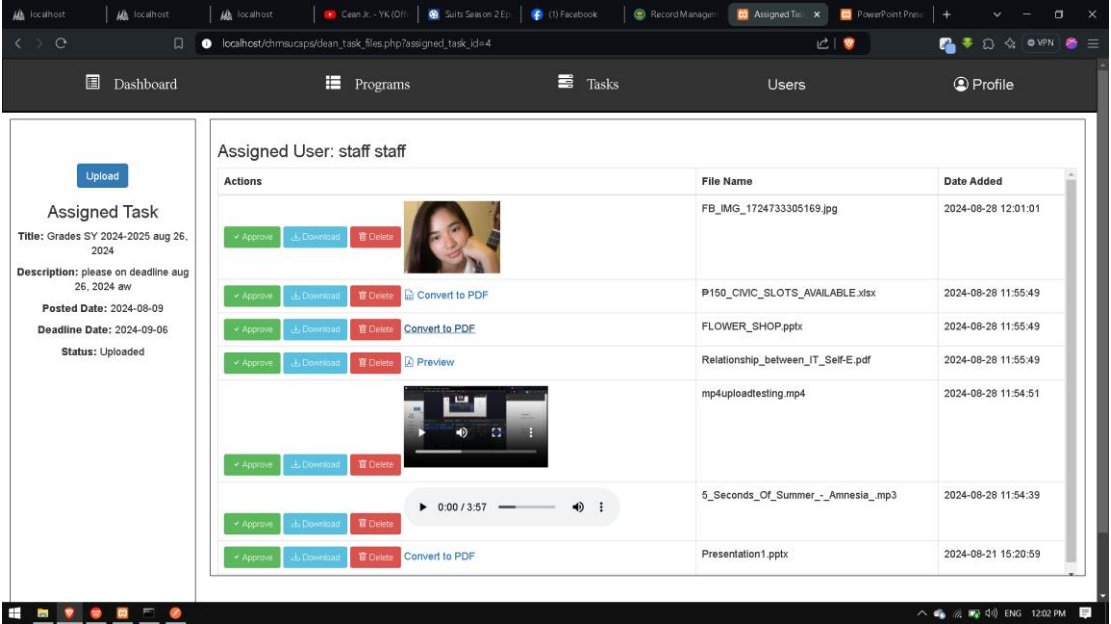 localhost
localhost
localhost
Cean Jr. - YK (Offi
Suits Season 2 Ep
(1) Facebook
Record Managem
Assigned Tas
PowerPoint Prese
localhost/chmsucaps/dean_task_files.php?assigned_task_id=4
VPN
Dashboard
Programs
Tasks
Users
Profile
Upload
Assigned Task
Title: Grades SY 2024-2025 aug 26,
2024
Description: please on deadline aug
26, 2024 aw
Posted Date: 2024-08-09
Deadline Date: 2024-09-06
Status: Uploaded
Assigned User: staff staff
Actions File Name Date Added
Approve Download Delete FB_IMG_1724733305169.jpg 2024-08-28 12:01:01
Approve Download Delete Convert to PDF ₱150_CIVIC_SLOTS_AVAILABLE.xlsx 2024-08-28 11:55:49
Approve Download Delete Convert to PDF FLOWER_SHOP.pptx 2024-08-28 11:55:49
Approve Download Delete Preview Relationship_between_IT_Self-E.pdf 2024-08-28 11:55:49
Approve Download Delete mp4uploadtesting.mp4 2024-08-28 11:54:51
Approve Download Delete 0:00 / 3:57 5_Seconds_Of_Summer_-_Amnesia_.mp3 2024-08-28 11:54:39
Approve Download Delete Convert to PDF Presentation1.pptx 2024-08-21 15:20:59
ENG 12:02 PM